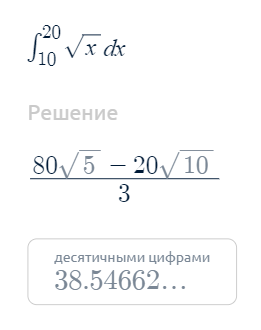 ∫₁₀²⁰ √x dx
Решение
(80√5 − 20√10)/3
десятичными цифрами
38.54662...